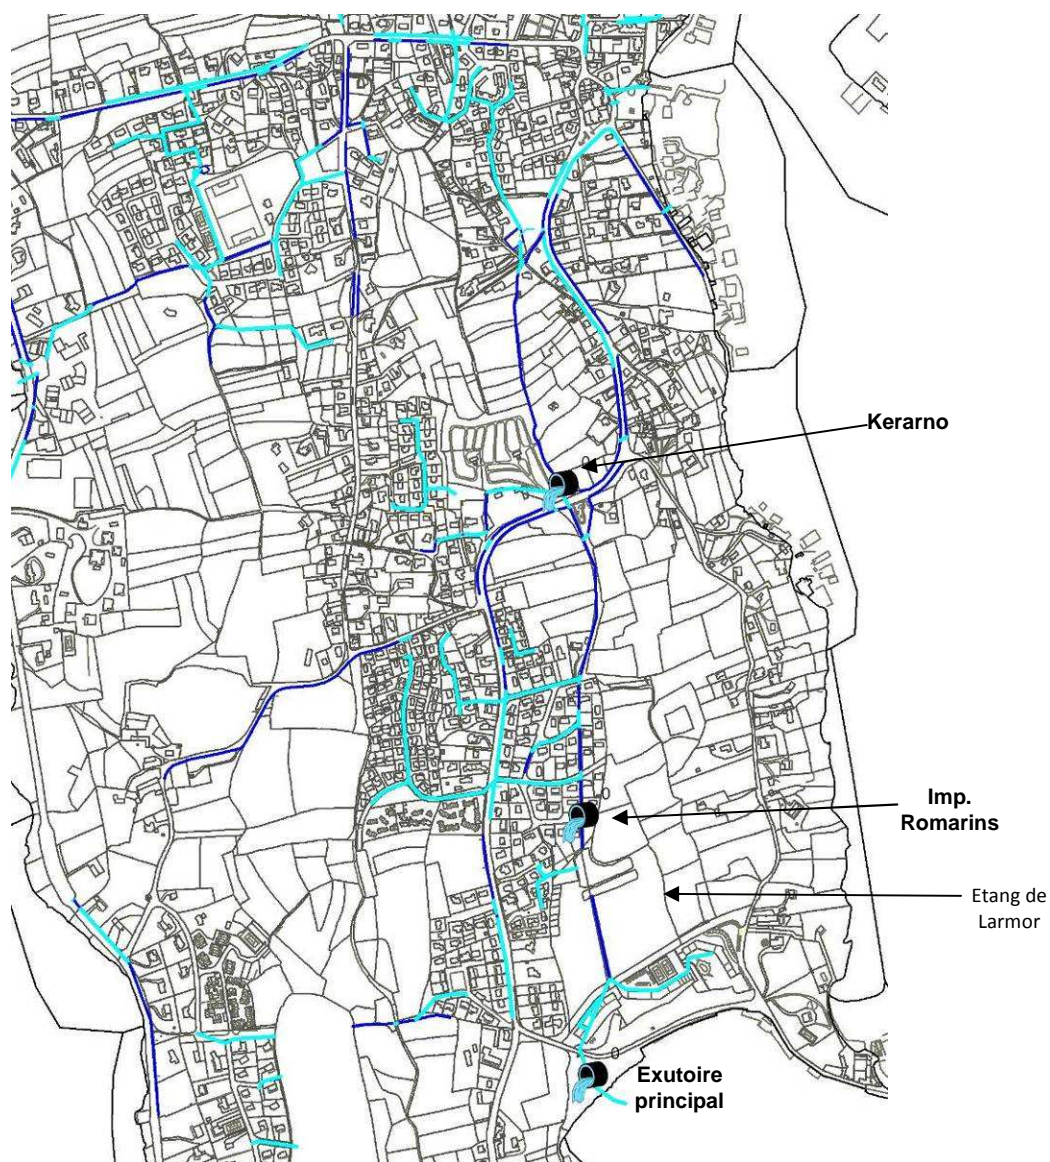 Kerarno
Imp.
Romarins
Etang de
Larmor
Exutoire
principal